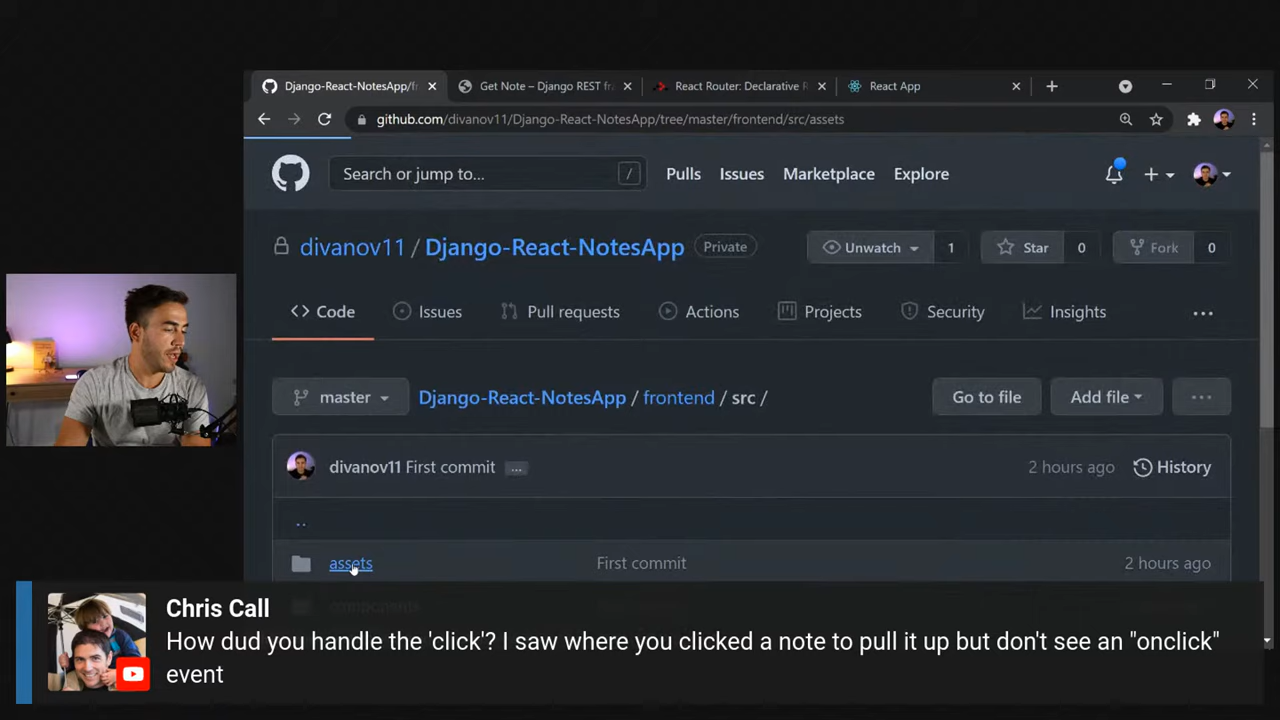 Django-React-NotesApp/f
Get Note – Django REST fr
React Router: Declarative R
React App
github.com/divanov11/Django-React-NotesApp/tree/master/frontend/src/assets
Search or jump to...
/
Pulls
Issues
Marketplace
Explore
divanov11 / Django-React-NotesApp
Private
Unwatch
1
Star
0
Fork
0
<> Code
Issues
Pull requests
Actions
Projects
Security
Insights
...
master
Django-React-NotesApp / frontend / src /
Go to file
Add file
...
divanov11 First commit
...
2 hours ago
History
..
assets
First commit
2 hours ago
components
Chris Call
How dud you handle the 'click'? I saw where you clicked a note to pull it up but don't see an "onclick"
event